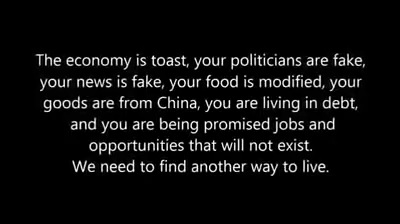 The economy is toast, your politicians are fake,
your news is fake, your food is modified, your
goods are from China, you are living in debt,
and you are being promised jobs and
opportunities that will not exist.
We need to find another way to live.